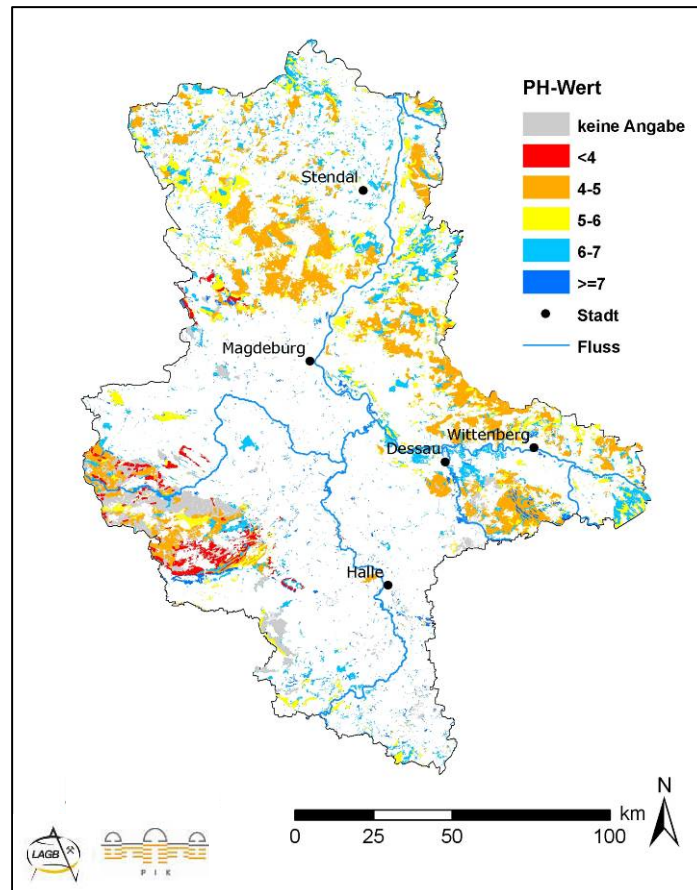 PH-Wert
keine Angabe
<4
4-5
5-6
6-7
>=7
Stadt
Fluss
Stendal
Magdeburg
Wittenberg
Dessau
Halle
N
km
0 25 50 100
LAGB
P I K